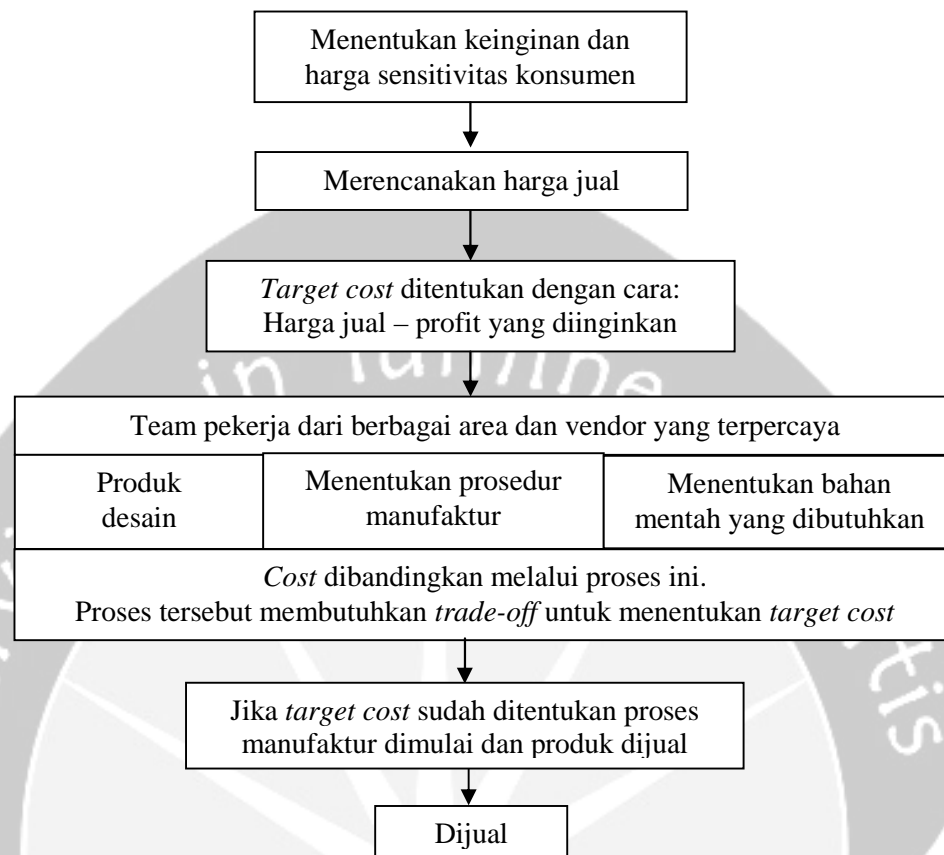 Menentukan keinginan dan
harga sensitivitas konsumen
Merencanakan harga jual
Target cost ditentukan dengan cara:
Harga jual – profit yang diinginkan
in lumine
Team pekerja dari berbagai area dan vendor yang terpercaya
Produk
desain
Menentukan prosedur
manufaktur
Menentukan bahan
mentah yang dibutuhkan
Cost dibandingkan melalui proses ini.
Proses tersebut membutuhkan trade-off untuk menentukan target cost
Jika target cost sudah ditentukan proses
manufaktur dimulai dan produk dijual
Dijual